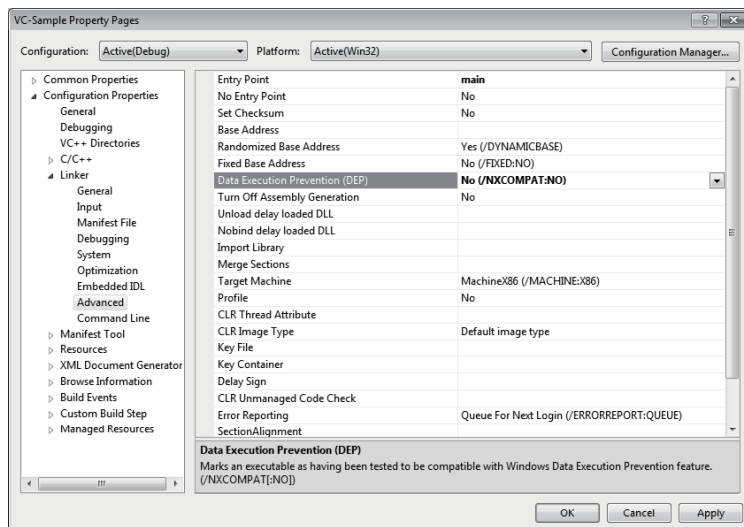 VC-Sample Property Pages
Configuration: Active(Debug) Platform: Active(Win32) Configuration Manager...
Common Properties
Configuration Properties
General
Debugging
VC++ Directories
C/C++
Linker
General
Input
Manifest File
Debugging
System
Optimization
Embedded IDL
Advanced
Command Line
Manifest Tool
Resources
XML Document Generator
Browse Information
Build Events
Custom Build Step
Managed Resources
Entry Point main
No Entry Point No
Set Checksum No
Base Address
Randomized Base Address Yes (/DYNAMICBASE)
Fixed Base Address No (/FIXED:NO)
Data Execution Prevention (DEP) No (/NXCOMPAT:NO)
Turn Off Assembly Generation No
Unload delay loaded DLL
Nobind delay loaded DLL
Import Library
Merge Sections
Target Machine MachineX86 (/MACHINE:X86)
Profile No
CLR Thread Attribute
CLR Image Type Default image type
Key File
Key Container
Delay Sign
CLR Unmanaged Code Check
Error Reporting Queue For Next Login (/ERRORREPORT:QUEUE)
SectionAlignment
Data Execution Prevention (DEP)
Marks an executable as having been tested to be compatible with Windows Data Execution Prevention feature.
(/NXCOMPAT[:NO])
OK Cancel Apply